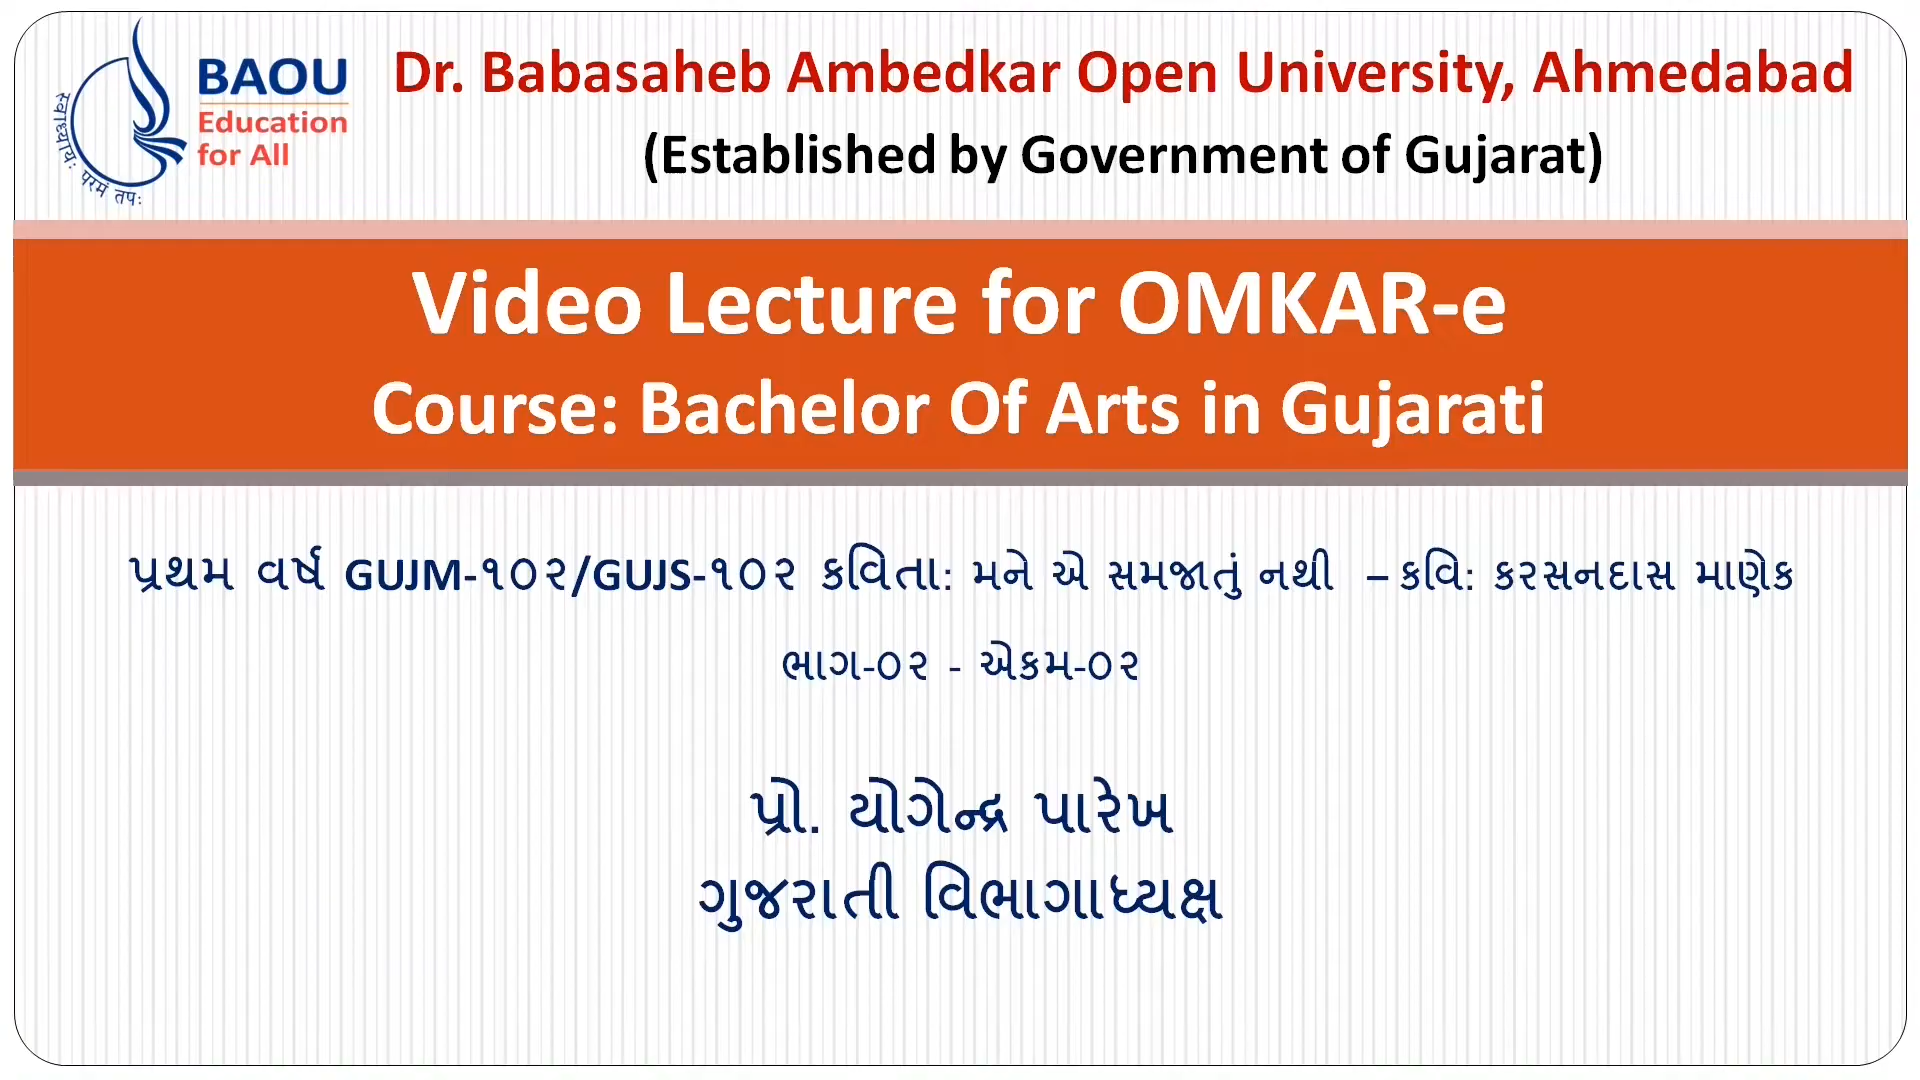 BAOU
Education
for All
स्वाध्यायः परमं तपः
Dr. Babasaheb Ambedkar Open University, Ahmedabad
(Established by Government of Gujarat)
Video Lecture for OMKAR-e
Course: Bachelor Of Arts in Gujarati
પ્રથમ વર્ષ GUJM-૧૦૨/GUJS-૧૦૨ કવિતા: મને એ સમજાતું નથી – કવિ: કરસનદાસ માણેક
ભાગ-૦૨ - એકમ-૦૨
પ્રો. યોગેન્દ્ર પારેખ
ગુજરાતી વિભાગાધ્યક્ષ